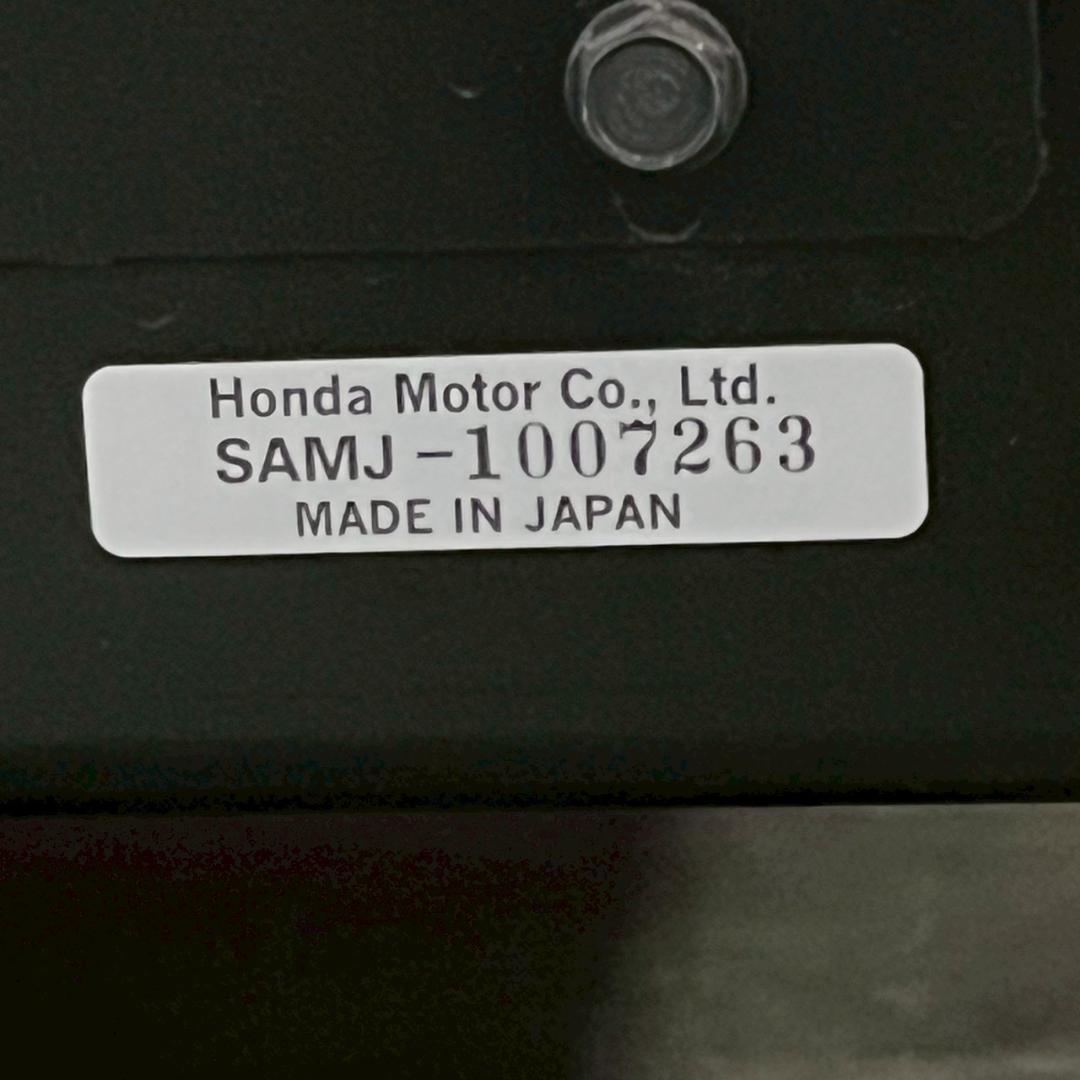 Honda Motor Co., Ltd.
SAMJ -1007263
MADE IN JAPAN